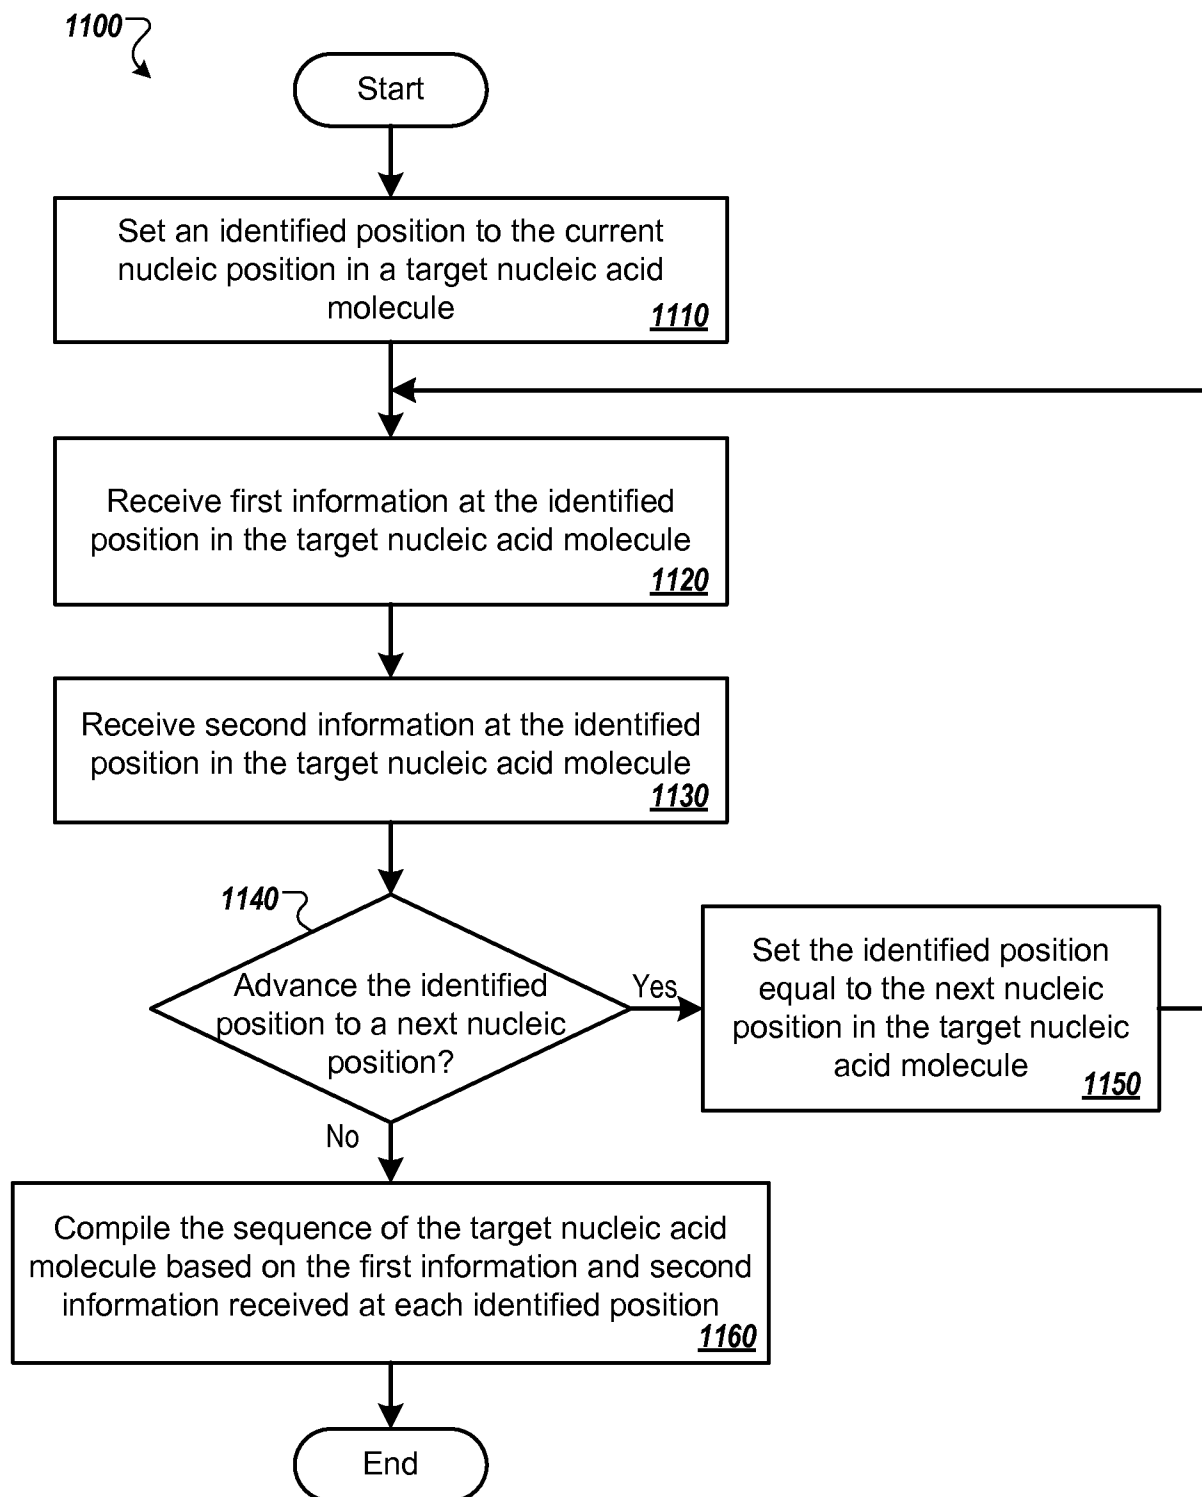 1100
Start
Set an identified position to the current
nucleic position in a target nucleic acid
molecule
1110
Receive first information at the identified
position in the target nucleic acid molecule
1120
Receive second information at the identified
position in the target nucleic acid molecule
1130
1140
Advance the identified
position to a next nucleic
position?
Yes
Set the identified position
equal to the next nucleic
position in the target nucleic
acid molecule
1150
No
Compile the sequence of the target nucleic acid
molecule based on the first information and second
information received at each identified position
1160
End